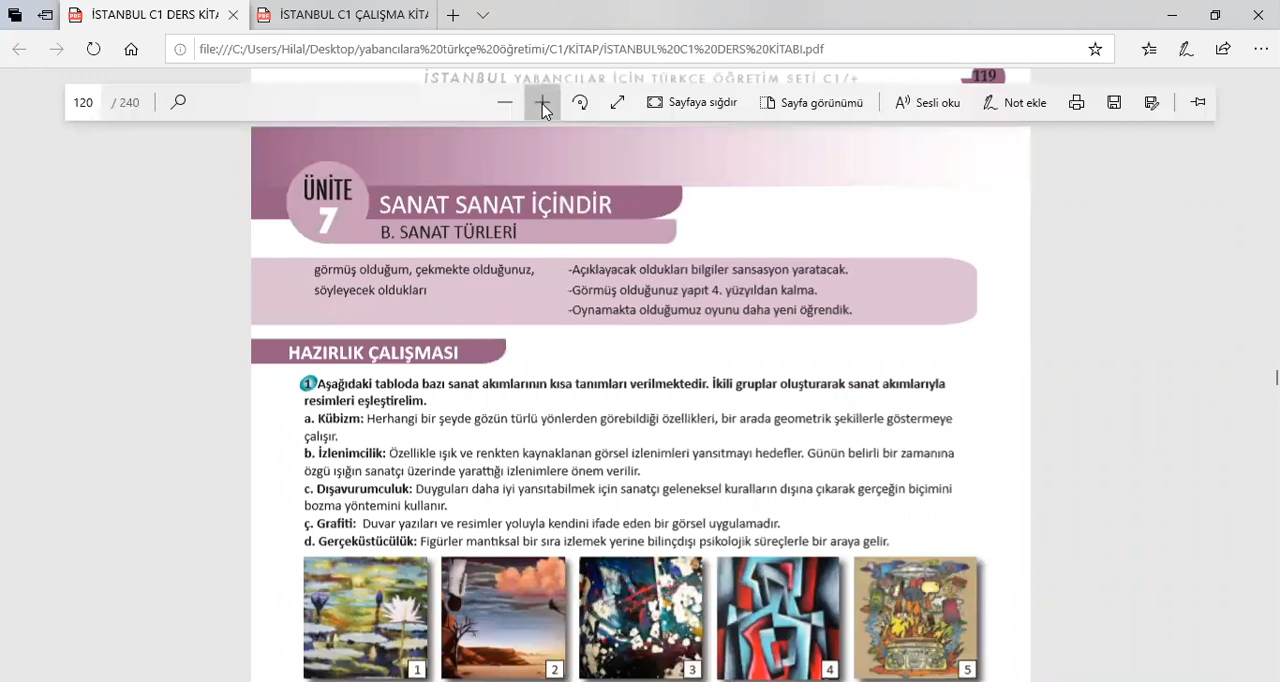 İSTANBUL C1 DERS KİTA
İSTANBUL C1 ÇALIŞMA KİTA
file:///C:/Users/Hilal/Desktop/yabancılara%20türkçe%20öğretimi/C1/KİTAP/İSTANBUL%20C1%20DERS%20KİTABI.pdf
İSTANBUL YABANCILAR İÇİN TÜRKÇE ÖĞRETİM SETİ C1/+
119
120 / 240
Sayfaya sığdır
Sayfa görünümü
Sesli oku
Not ekle
ÜNİTE
7
SANAT SANAT İÇİNDİR
B. SANAT TÜRLERİ
görmüş olduğum, çekmekte olduğunuz,
söyleyecek oldukları
-Açıklayacak oldukları bilgiler sansasyon yaratacak.
-Görmüş olduğunuz yapıt 4. yüzyıldan kalma.
-Oynamakta olduğumuz oyunu daha yeni öğrendik.
HAZIRLIK ÇALIŞMASI
1 Aşağıdaki tabloda bazı sanat akımlarının kısa tanımları verilmektedir. İkili gruplar oluşturarak sanat akımlarıyla
resimleri eşleştirelim.
a. Kübizm: Herhangi bir şeyde gözün türlü yönlerden görebildiği özellikleri, bir arada geometrik şekillerle göstermeye
çalışır.
b. İzlenimcilik: Özellikle ışık ve renkten kaynaklanan görsel izlenimleri yansıtmayı hedefler. Günün belirli bir zamanına
özgü ışığın sanatçı üzerinde yarattığı izlenimlere önem verilir.
c. Dışavurumculuk: Duyguları daha iyi yansıtabilmek için sanatçı geleneksel kuralların dışına çıkarak gerçeğin biçimini
bozma yöntemini kullanır.
ç. Grafiti: Duvar yazıları ve resimler yoluyla kendini ifade eden bir görsel uygulamadır.
d. Gerçeküstücülük: Figürler mantıksal bir sıra izlemek yerine bilinçdışı psikolojik süreçlerle bir araya gelir.
1
2
3
4
5